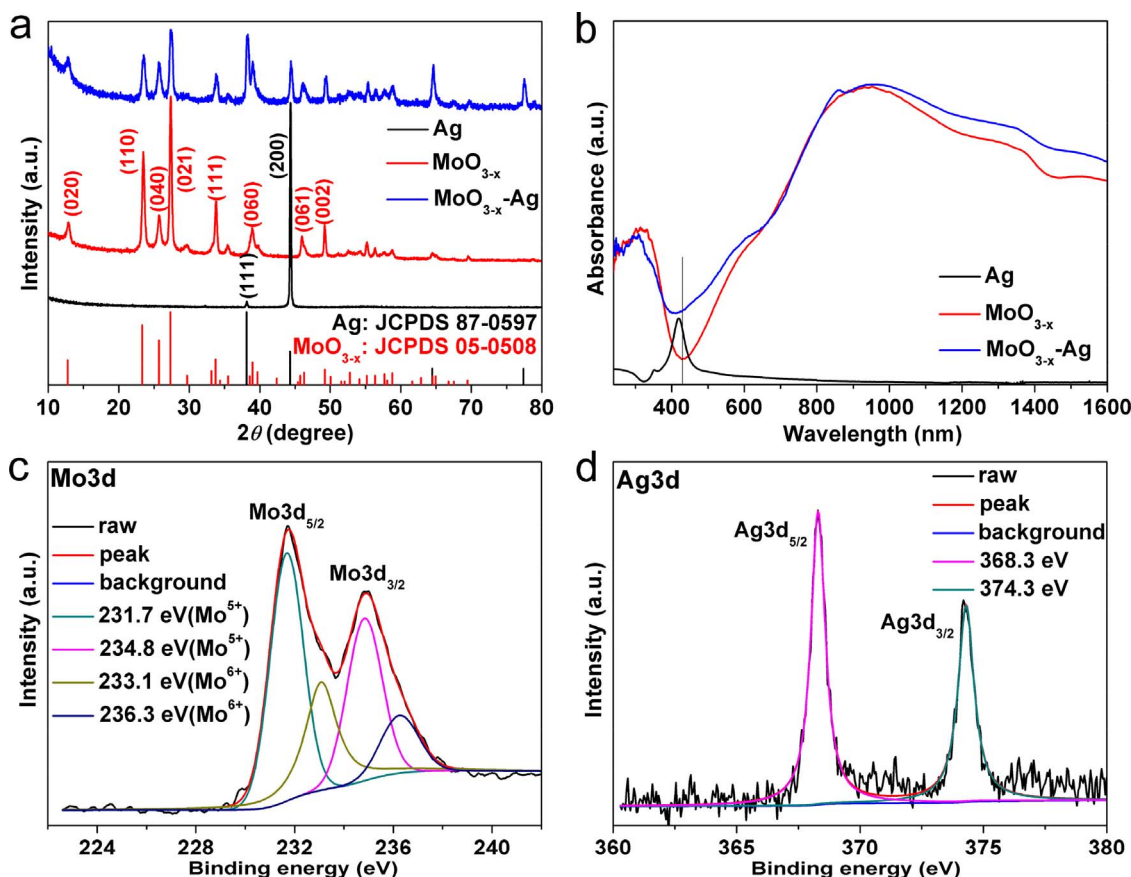 a
Intensity (a.u.)
Ag
MoO3-x
MoO3-x-Ag
(020)
(110)
(040)
(021)
(111)
(060)
(200)
(061)
(002)
(111)
Ag: JCPDS 87-0597
MoO3-x: JCPDS 05-0508
10 20 30 40 50 60 70 80
2θ (degree)
b
Absorbance (a.u.)
Ag
MoO3-x
MoO3-x-Ag
400 600 800 1000 1200 1400 1600
Wavelength (nm)
c
Mo3d
Intensity (a.u.)
raw
peak
background
231.7 eV(Mo5+)
234.8 eV(Mo5+)
233.1 eV(Mo6+)
236.3 eV(Mo6+)
Mo3d5/2
Mo3d3/2
224 228 232 236 240
Binding energy (eV)
d
Ag3d
Intensity (a.u.)
raw
peak
background
368.3 eV
374.3 eV
Ag3d5/2
Ag3d3/2
360 365 370 375 380
Binding energy (eV)